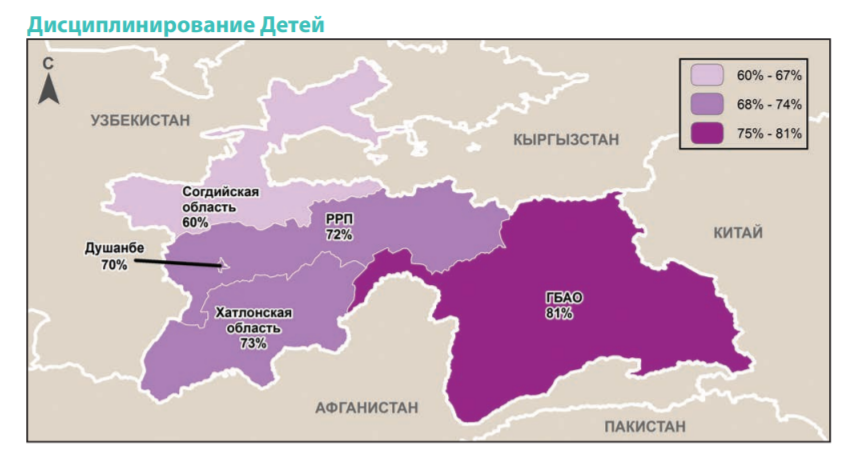 Дисциплинирование Детей
С
УЗБЕКИСТАН
КЫРГЫЗСТАН
КИТАЙ
АФГАНИСТАН
ПАКИСТАН
60% - 67%
68% - 74%
75% - 81%
Согдийская
область
60%
РРП
72%
Душанбе
70%
Хатлонская
область
73%
ГБАО
81%